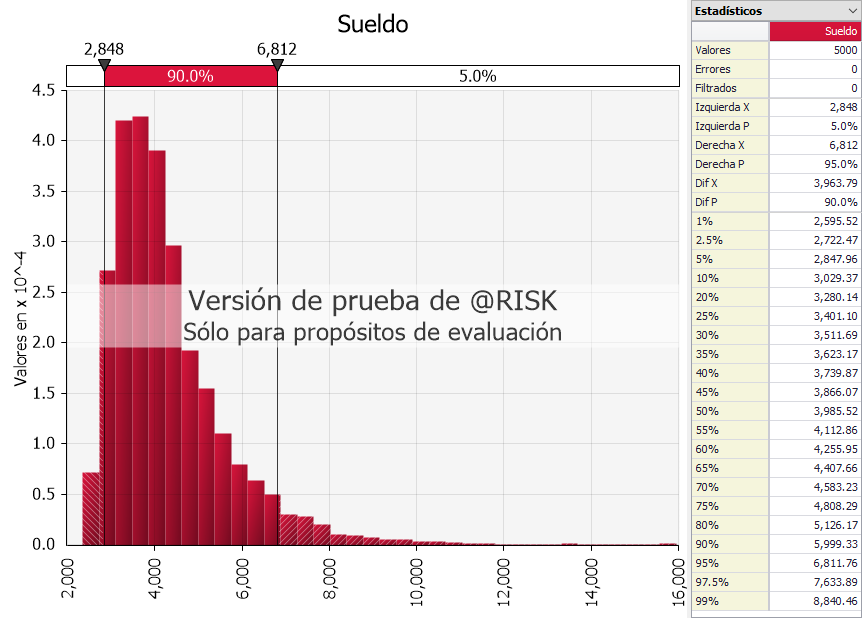 Sueldo
2,848 6,812
90.0% 5.0%
4.5
4.0
3.5
3.0
2.5
2.0
1.5
1.0
0.5
0.0
Valores en x 10^-4
Versión de prueba de @RISK
Sólo para propósitos de evaluación
2,000 4,000 6,000 8,000 10,000 12,000 14,000 16,000
Estadísticos
Sueldo
Valores 5000
Errores 0
Filtrados 0
Izquierda X 2,848
Izquierda P 5.0%
Derecha X 6,812
Derecha P 95.0%
Dif X 3,963.79
Dif P 90.0%
1% 2,595.52
2.5% 2,722.47
5% 2,847.96
10% 3,029.37
20% 3,280.14
25% 3,401.10
30% 3,511.69
35% 3,623.17
40% 3,739.87
45% 3,866.07
50% 3,985.52
55% 4,112.86
60% 4,255.95
65% 4,407.66
70% 4,583.23
75% 4,808.29
80% 5,126.17
90% 5,999.33
95% 6,811.76
97.5% 7,633.89
99% 8,840.46